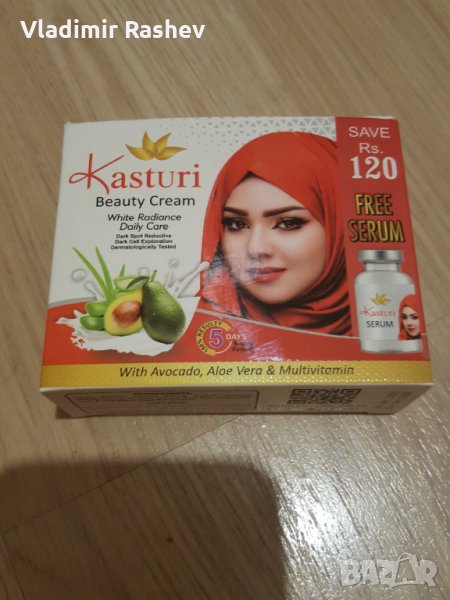 Vladimir Rashev
Kasturi
Beauty Cream
White Radiance
Daily Care
Dark Spot Reductive
Dark Cell Exploration
Dermatologically Tested
SAVE
Rs.
120
FREE
SERUM
Kasturi
SERUM
5 DAYS
With Avocado, Aloe Vera & Multivitamin
BAZAR